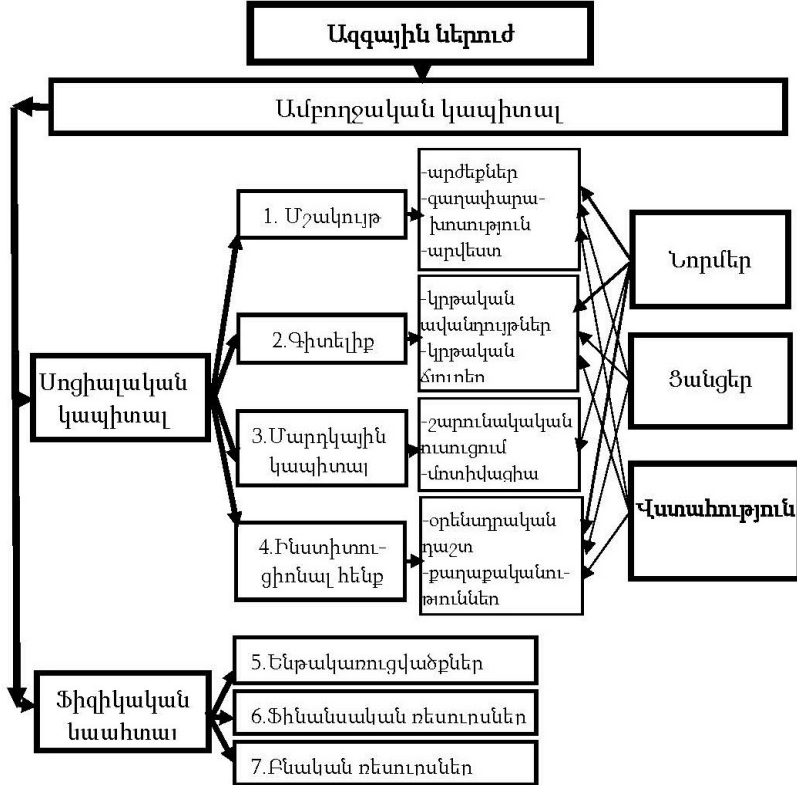 Ազգային ներուժ
Ամբողջական կապիտալ
1. Մշակույթ
-արժեքներ
-գաղափարա-
խոսություն
-արվեստ
2.Գիտելիք
-կրթական
ավանդույթներ
-կրթական
ճյուղեր
Սոցիալական
կապիտալ
3.Մարդկային
կապիտալ
-շարունակական
ուսուցում
-մոտիվացիա
4.Ինստիտու-
ցիոնալ հենք
-օրենսդրական
դաշտ
-քաղաքականու-
թյուններ
Նորմեր
Ցանցեր
Վստահություն
Ֆիզիկական
կապիտալ
5.Ենթակառուցվածքներ
6.Ֆինանսական ռեսուրսներ
7.Բնական ռեսուրսներ